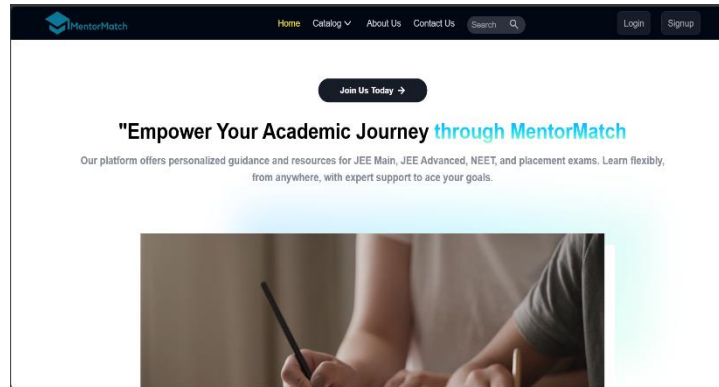 MentorMatch Home Catalog About Us Contact Us Search Login Signup
Join Us Today →
"Empower Your Academic Journey through MentorMatch
Our platform offers personalized guidance and resources for JEE Main, JEE Advanced, NEET, and placement exams. Learn flexibly,
from anywhere, with expert support to ace your goals.